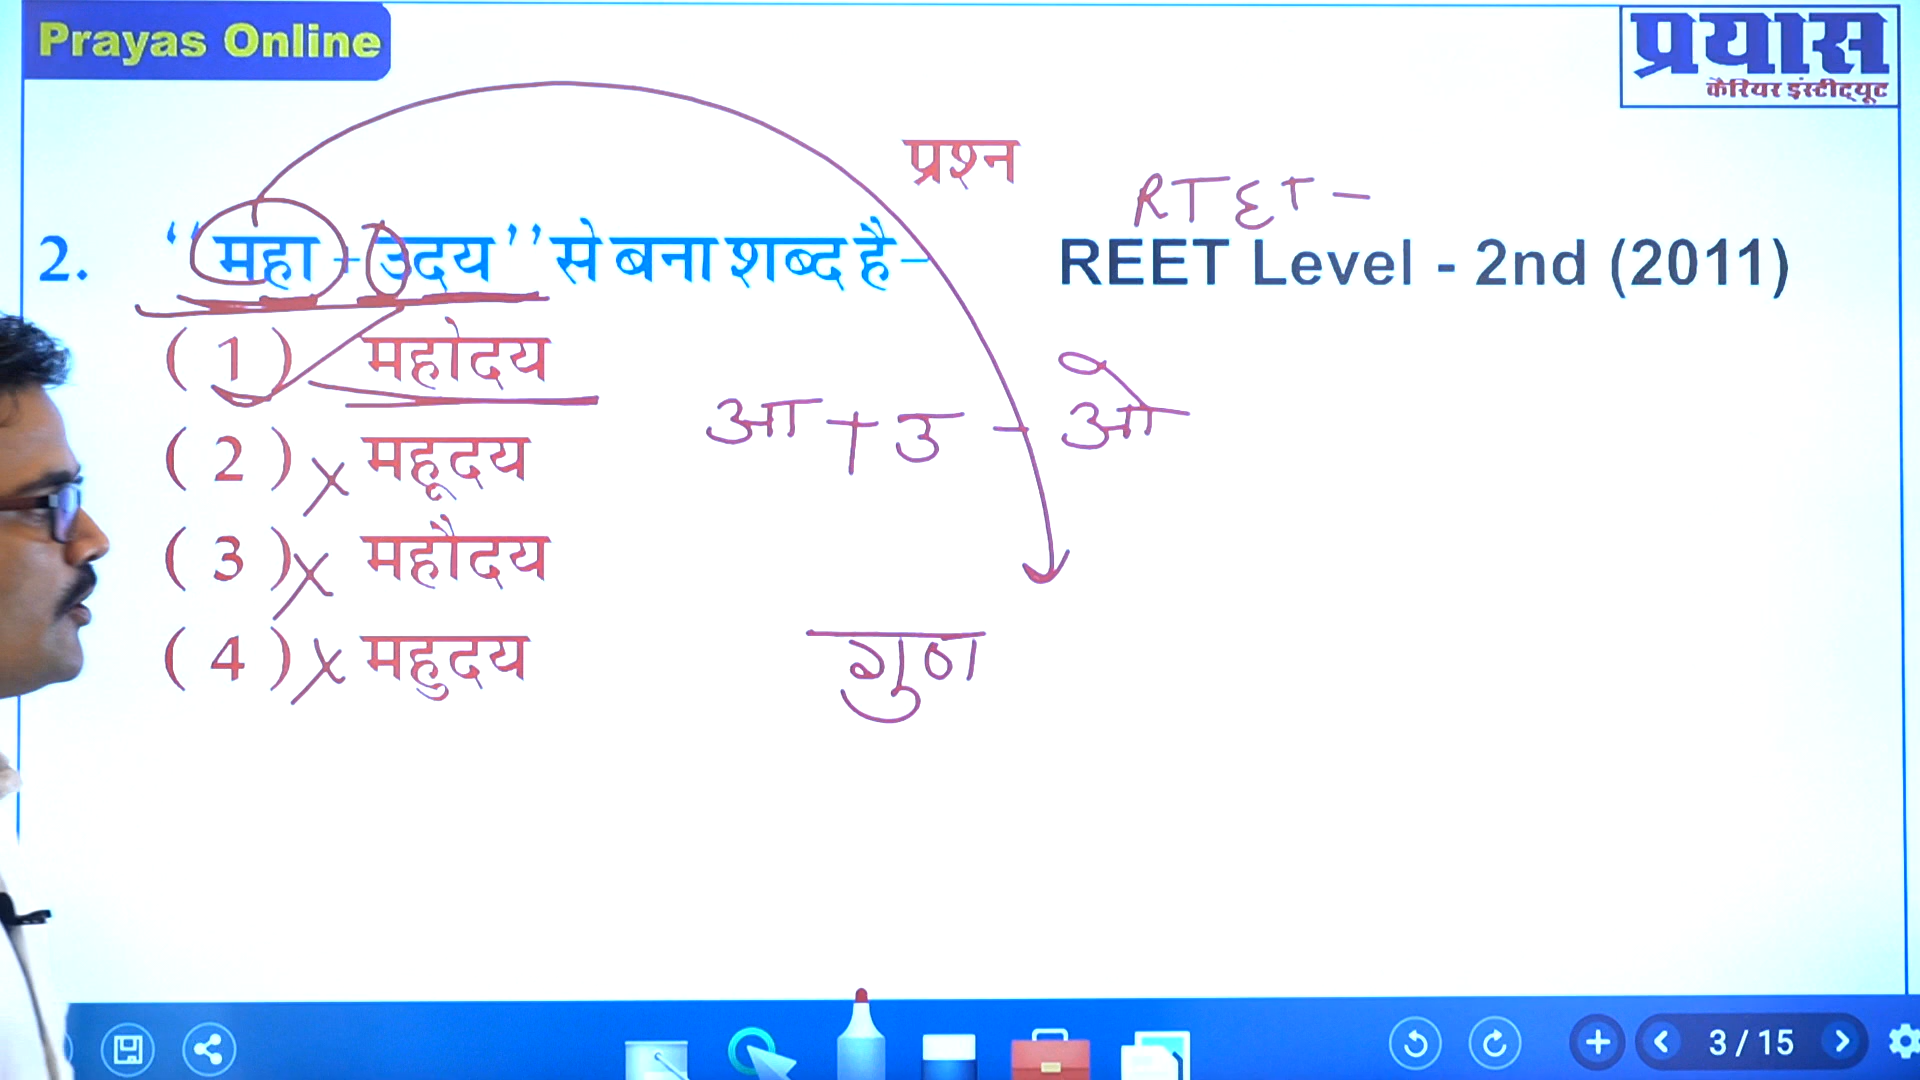 Prayas Online
प्रयास
कैरियर इंस्टीट्यूट
प्रश्न
RTET -
2. ‘‘महा + उदय’’ से बना शब्द है- REET Level - 2nd (2011)
(1) महोदय
(2) × महूदय
(3) × महौदय
(4) × महुदय
आ + उ - ओ
गुण
3 / 15